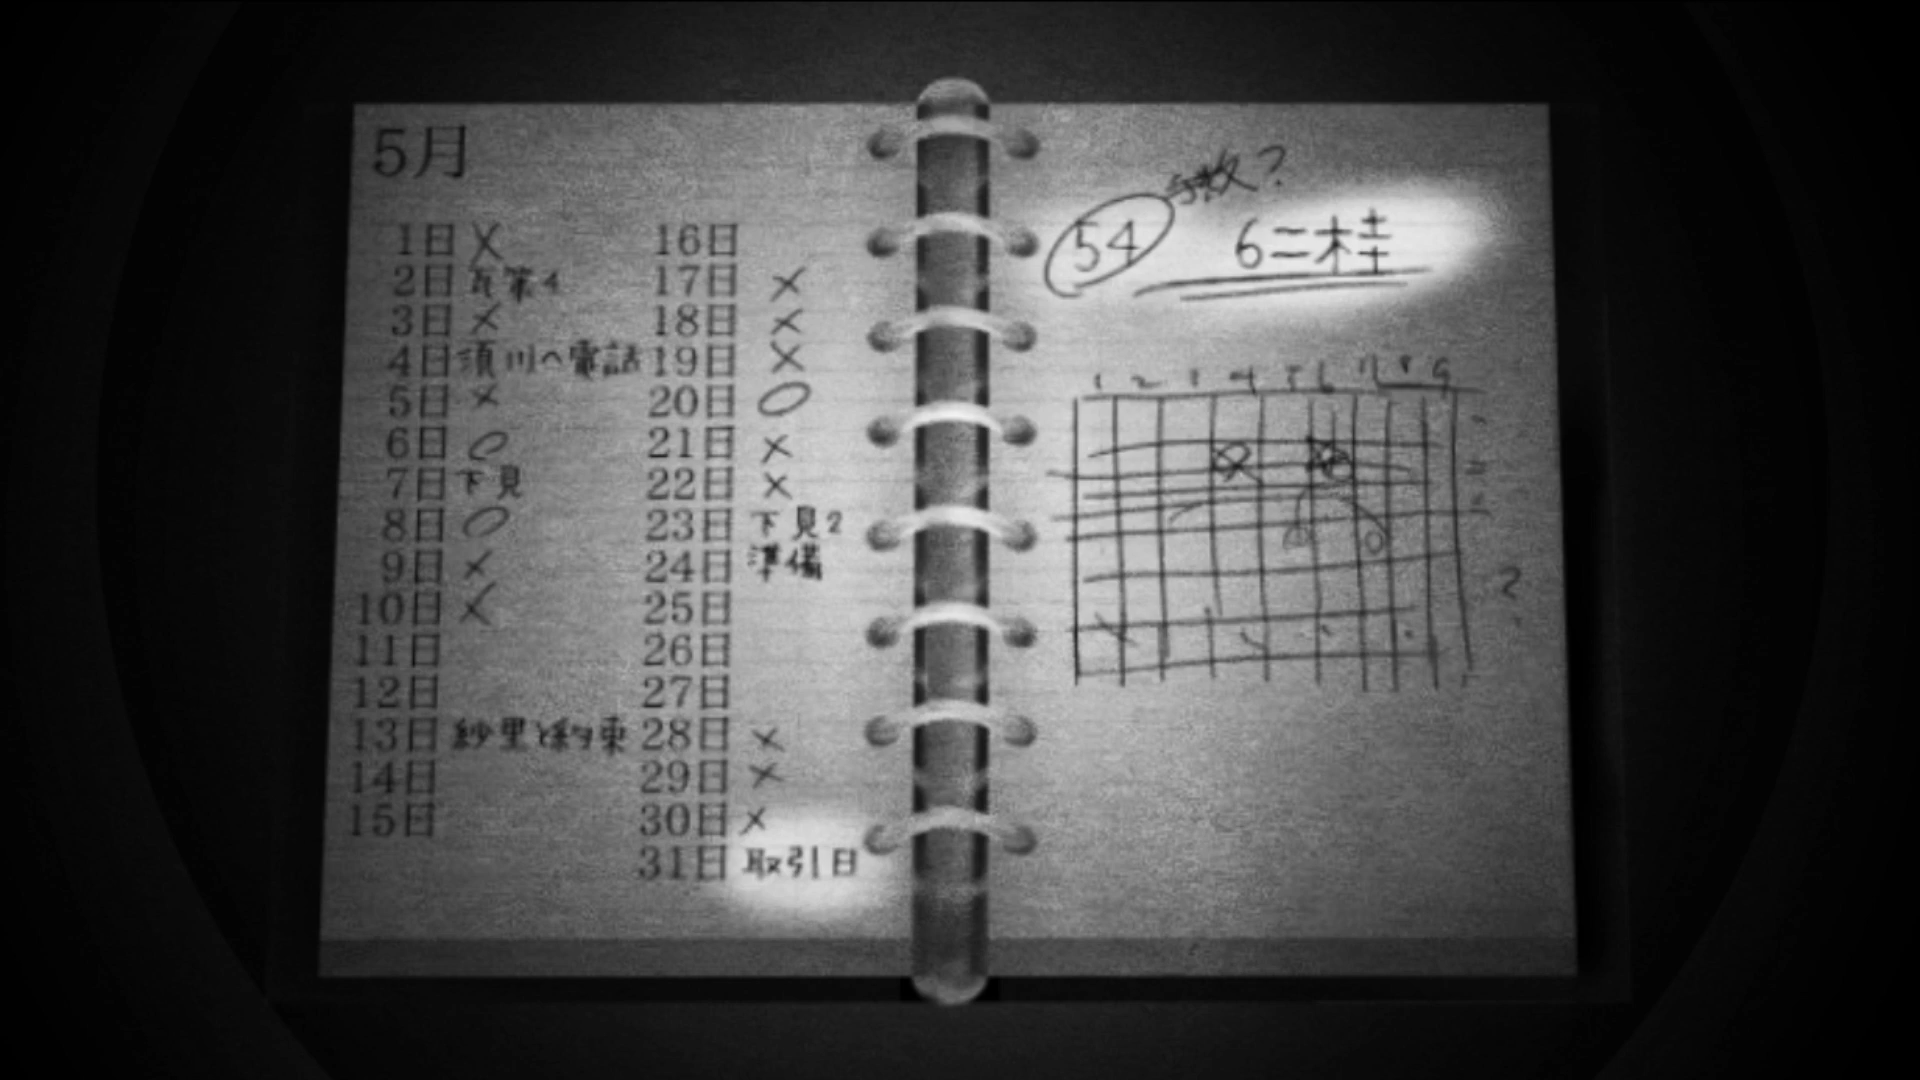 5月
1日 ×
2日
3日 ×
4日 須川へ電話
5日 ×
6日 ○
7日 下見
8日 ○
9日 ×
10日 ×
11日
12日
13日 紗里と約束
14日
15日
16日
17日 ×
18日 ×
19日 ×
20日 ○
21日 ×
22日 ×
23日 下見2
24日 準備
25日
26日
27日
28日 ×
29日 ×
30日 ×
31日 取引日
手数?
54 6二桂
1 2 3 4 5 6 7 8 9
?